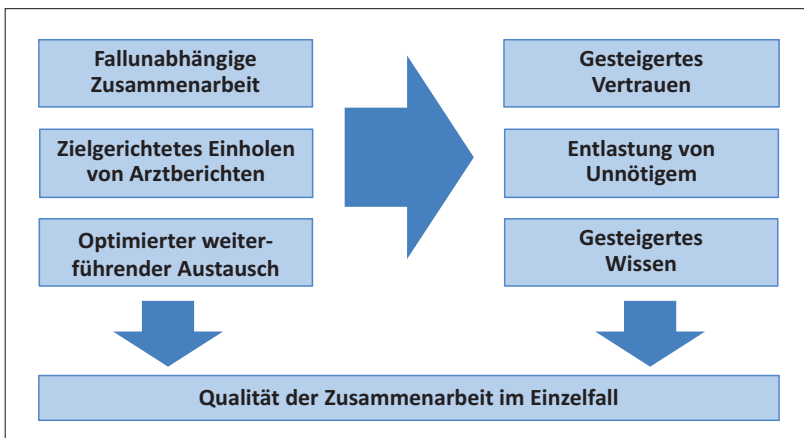 Fallunabhängige
Zusammenarbeit
Zielgerichtetes Einholen
von Arztberichten
Optimierter weiter-
führender Austausch
Gesteigertes
Vertrauen
Entlastung von
Unnötigem
Gesteigertes
Wissen
Qualität der Zusammenarbeit im Einzelfall